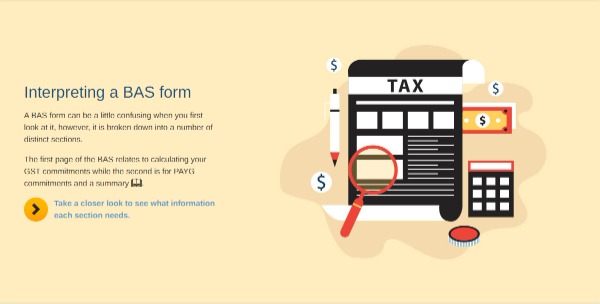 Interpreting a BAS form
A BAS form can be a little confusing when you first
look at it, however, it is broken down into a number of
distinct sections.
The first page of the BAS relates to calculating your
GST commitments while the second is for PAYG
commitments and a summary
Take a closer look to see what information
each section needs.
$
TAX
$
$
$